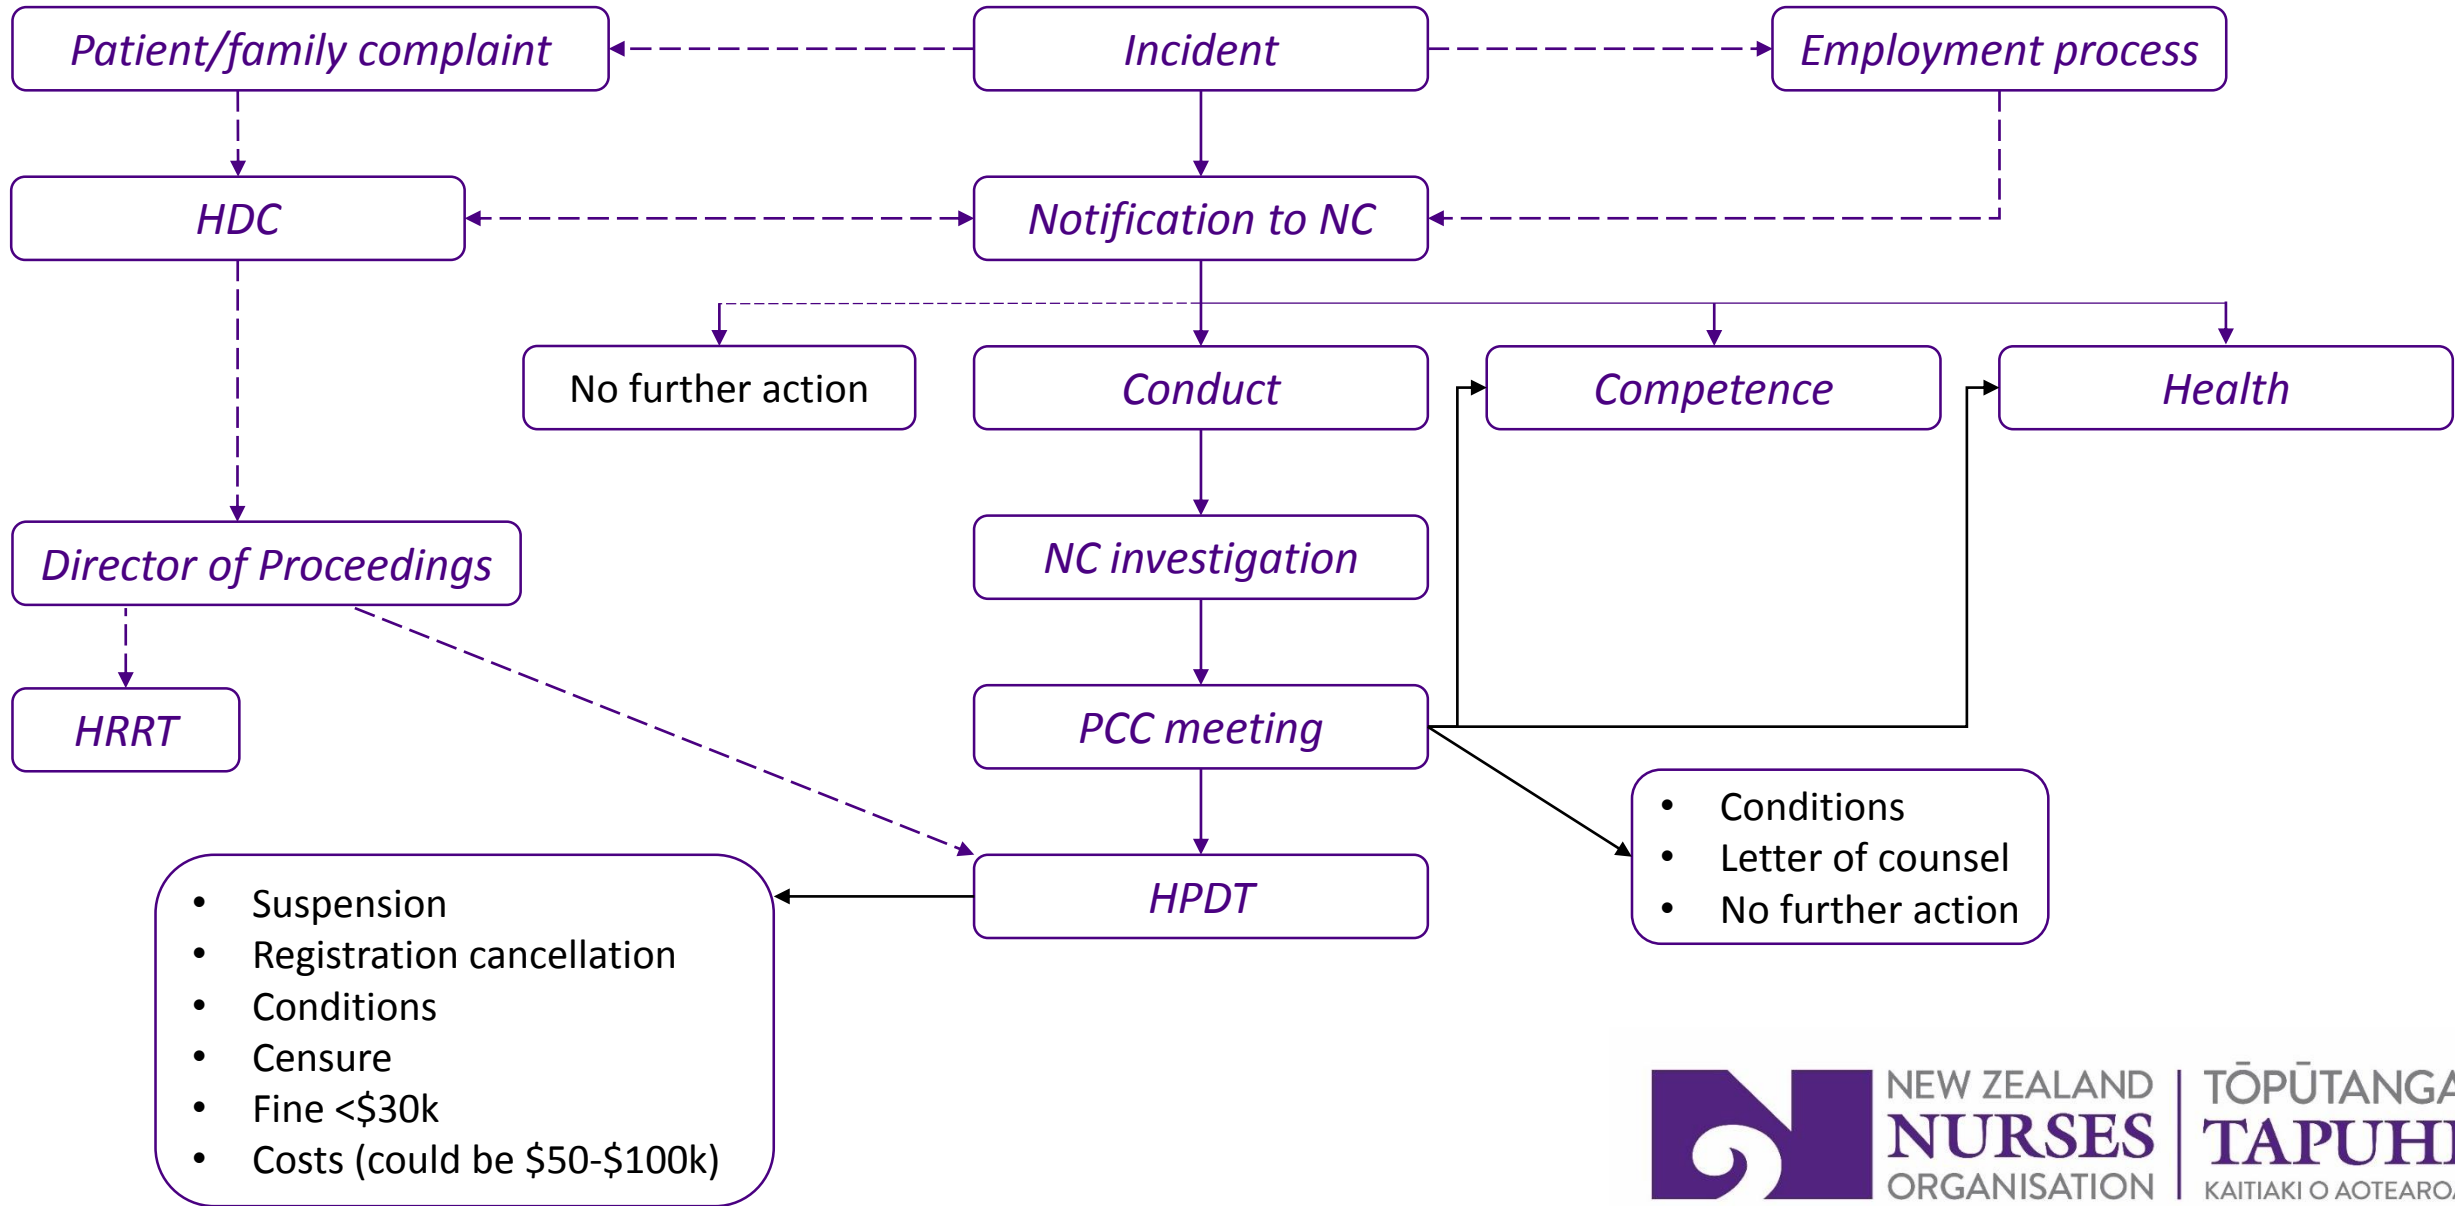 Patient/family complaint
Incident
Employment process
HDC
Notification to NC
No further action
Conduct
Competence
Health
Director of Proceedings
NC investigation
HRRT
PCC meeting
• Conditions
• Letter of counsel
• No further action
HPDT
• Suspension
• Registration cancellation
• Conditions
• Censure
• Fine <$30k
• Costs (could be $50-$100k)
NEW ZEALAND
NURSES
ORGANISATION
TŌPŪTANGA
TAPUHI
KAITIAKI O AOTEAROA